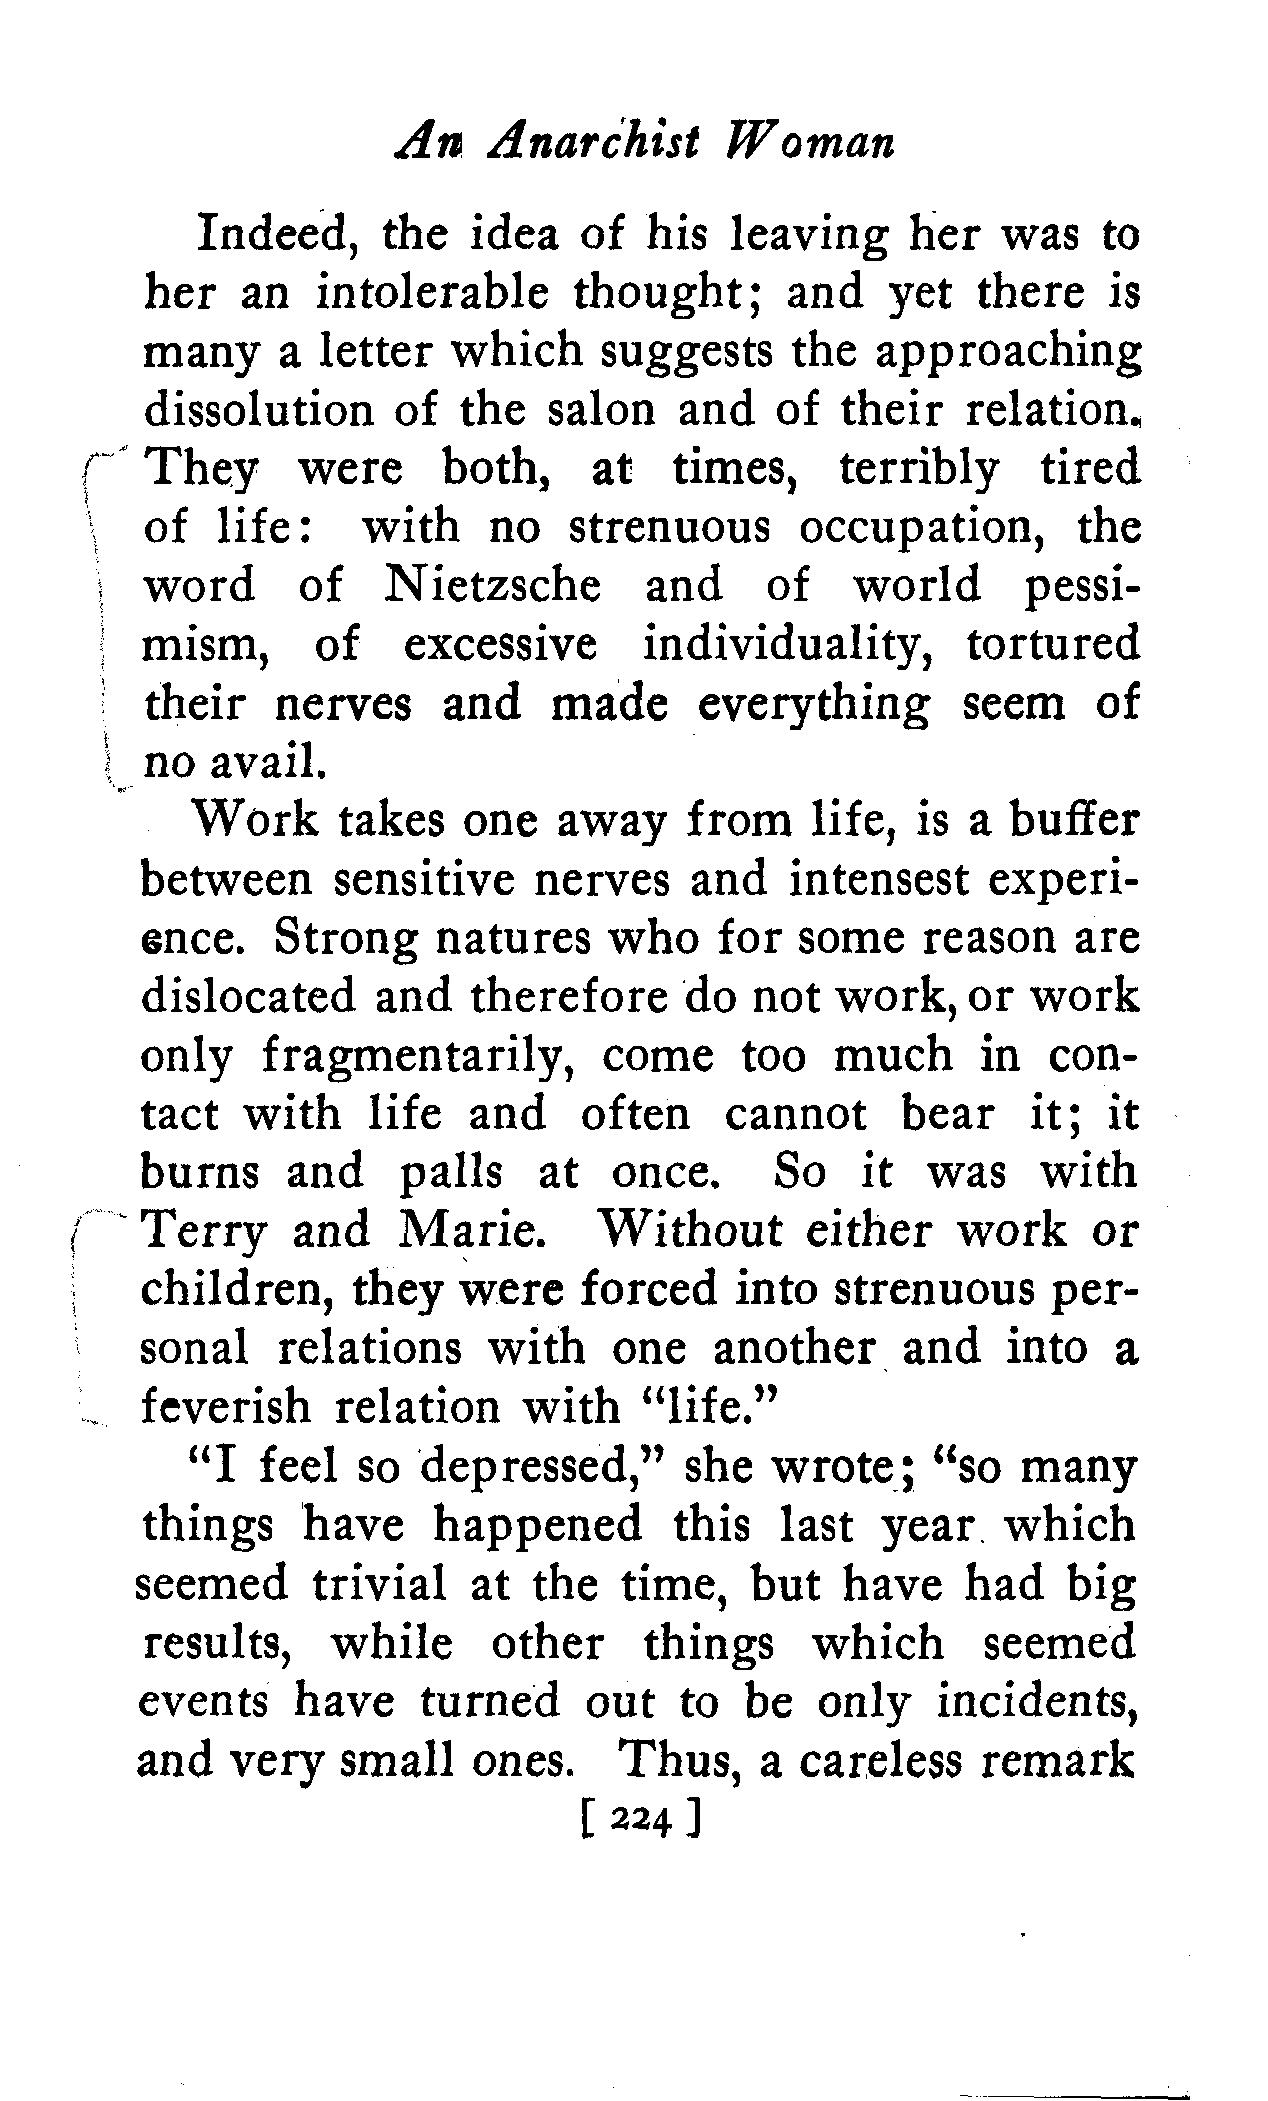 An Anarchist Woman
Indeed, the idea of his leaving her was to
her an intolerable thought; and yet there is
many a letter which suggests the approaching
dissolution of the salon and of their relation.
They were both, at times, terribly tired
of life: with no strenuous occupation, the
word of Nietzsche and of world pessi-
mism, of excessive individuality, tortured
their nerves and made everything seem of
no avail.
Work takes one away from life, is a buffer
between sensitive nerves and intensest experi-
ence. Strong natures who for some reason are
dislocated and therefore do not work, or work
only fragmentarily, come too much in con-
tact with life and often cannot bear it; it
burns and palls at once. So it was with
Terry and Marie. Without either work or
children, they were forced into strenuous per-
sonal relations with one another and into a
feverish relation with "life."
"I feel so depressed," she wrote; "so many
things have happened this last year which
seemed trivial at the time, but have had big
results, while other things which seemed
events have turned out to be only incidents,
and very small ones. Thus, a careless remark
[ 224 ]